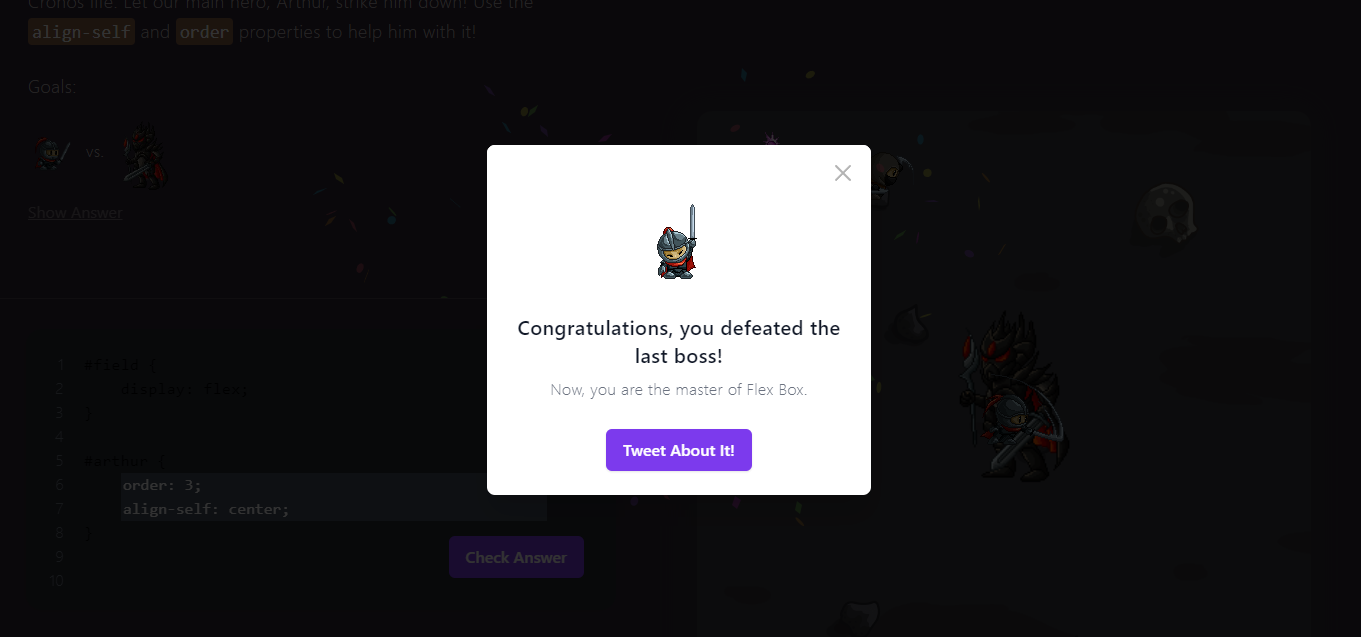 Cronos life. Let our main hero, Arthur, strike him down! Use the
align-self and order properties to help him with it!
Goals:
vs.
Show Answer
Congratulations, you defeated the
last boss!
Now, you are the master of Flex Box.
Tweet About It!
1 #field {
2 display: flex;
3 }
4
5 #arthur {
6 order: 3;
7 align-self: center;
8 }
9
10
Check Answer